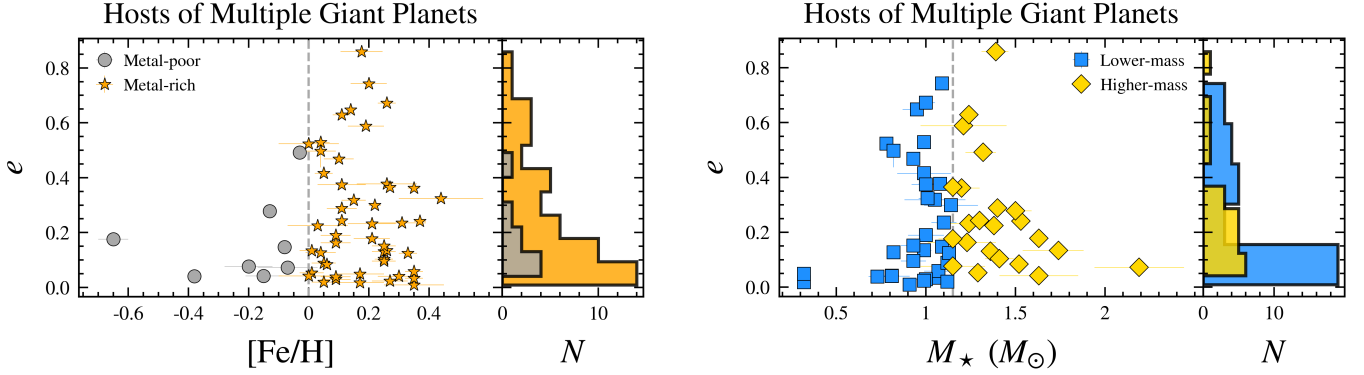 Hosts of Multiple Giant Planets
Metal-poor
Metal-rich
e
0.8
0.6
0.4
0.2
0.0
-0.6 -0.4 -0.2 0 0.2 0.4
[Fe/H]
0 10
N
Hosts of Multiple Giant Planets
Lower-mass
Higher-mass
e
0.8
0.6
0.4
0.2
0.0
0.5 1 1.5 2
M⋆ (M⊙)
0 10
N